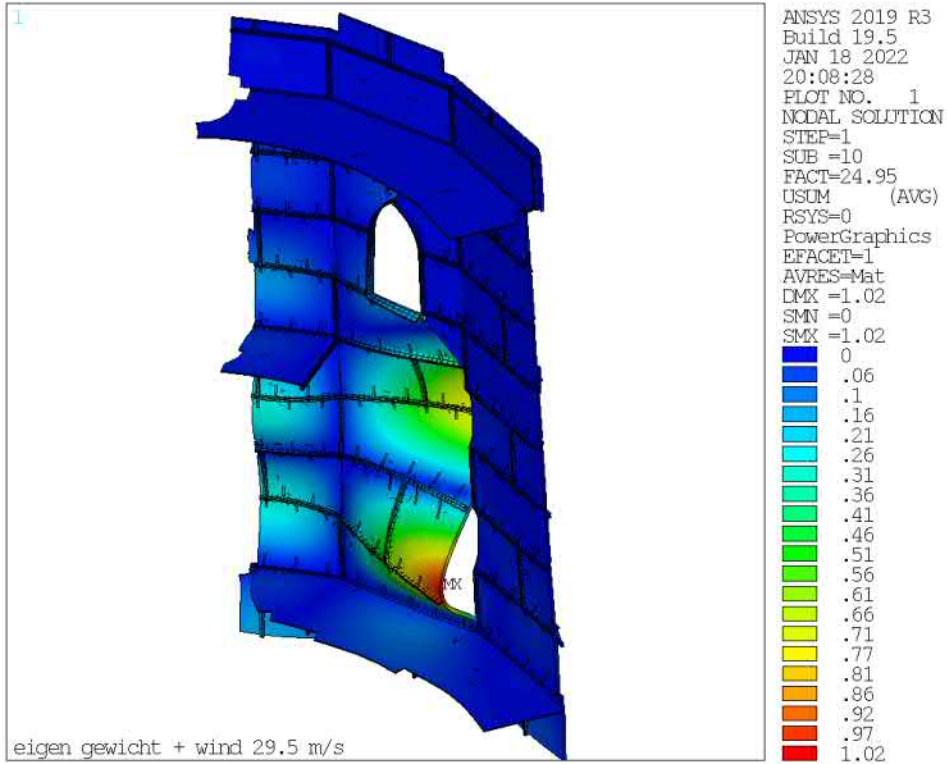 1
ANSYS 2019 R3
Build 19.5
JAN 18 2022
20:08:28
PLOT NO.   1
NODAL SOLUTION
STEP=1
SUB =10
FACT=24.95
USUM     (AVG)
RSYS=0
PowerGraphics
EFACET=1
AVRES=Mat
DMX =1.02
SMN =0
SMX =1.02
0
.06
.1
.16
.21
.26
.31
.36
.41
.46
.51
.56
.61
.66
.71
.77
.81
.86
.92
.97
1.02
MX
eigen gewicht + wind 29.5 m/s